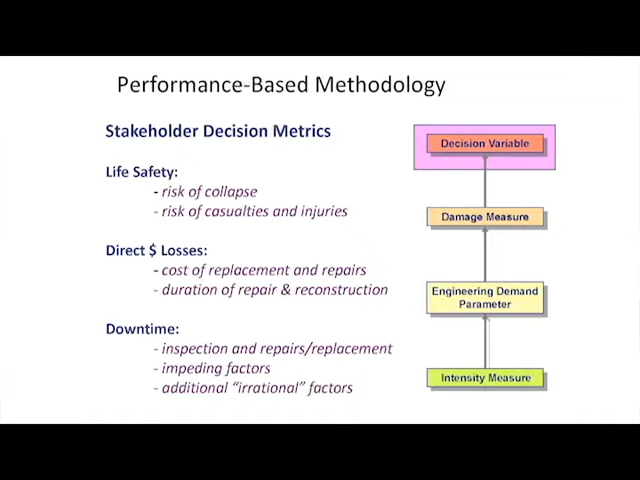 Performance-Based Methodology
Stakeholder Decision Metrics
Life Safety:
- risk of collapse
- risk of casualties and injuries
Direct $ Losses:
- cost of replacement and repairs
- duration of repair & reconstruction
Downtime:
- inspection and repairs/replacement
- impeding factors
- additional “irrational” factors
Decision Variable
Damage Measure
Engineering Demand
Parameter
Intensity Measure